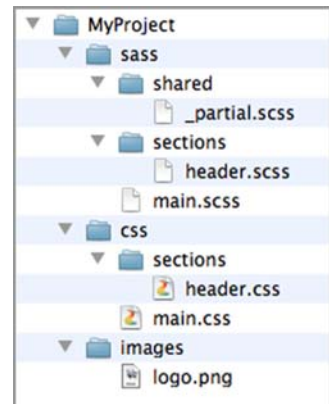 MyProject
sass
shared
_partial.scss
sections
header.scss
main.scss
css
sections
header.css
main.css
images
logo.png